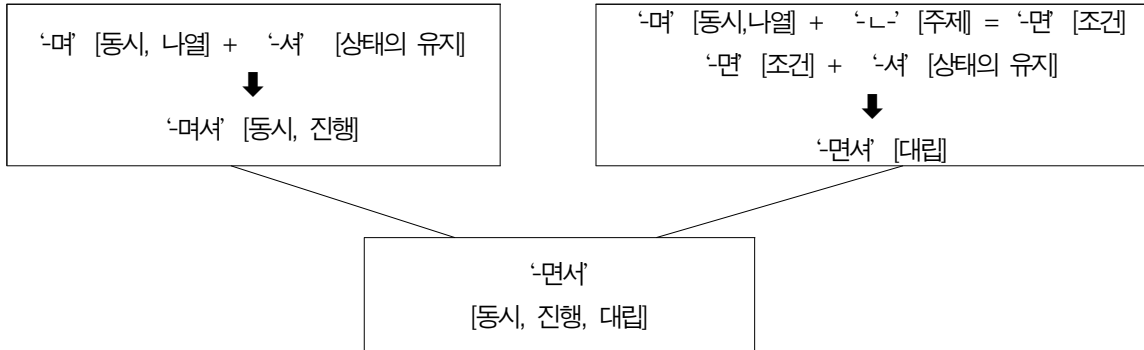 ‘-며’ [동시, 나열] + ‘-셔’ [상태의 유지]
‘-며셔’ [동시, 진행]
‘-며’ [동시,나열] + ‘-ㄴ-’ [주제] = ‘-면’ [조건]
‘-면’ [조건] + ‘-셔’ [상태의 유지]
‘-면셔’ [대립]
‘-면서’
[동시, 진행, 대립]